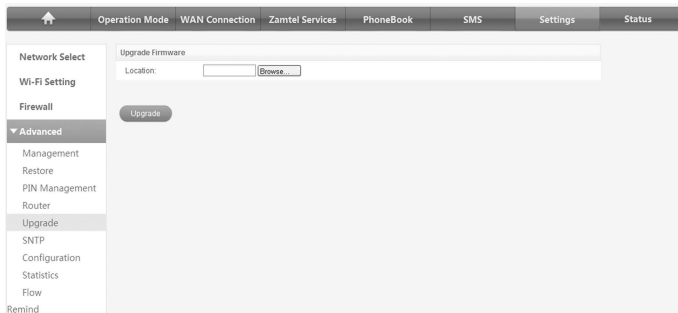 Operation Mode WAN Connection Zamtel Services PhoneBook SMS Settings Status
Network Select
Wi-Fi Setting
Firewall
Advanced
Management
Restore
PIN Management
Router
Upgrade
SNTP
Configuration
Statistics
Flow
Remind
Upgrade Firmware
Location: Browse...
Upgrade